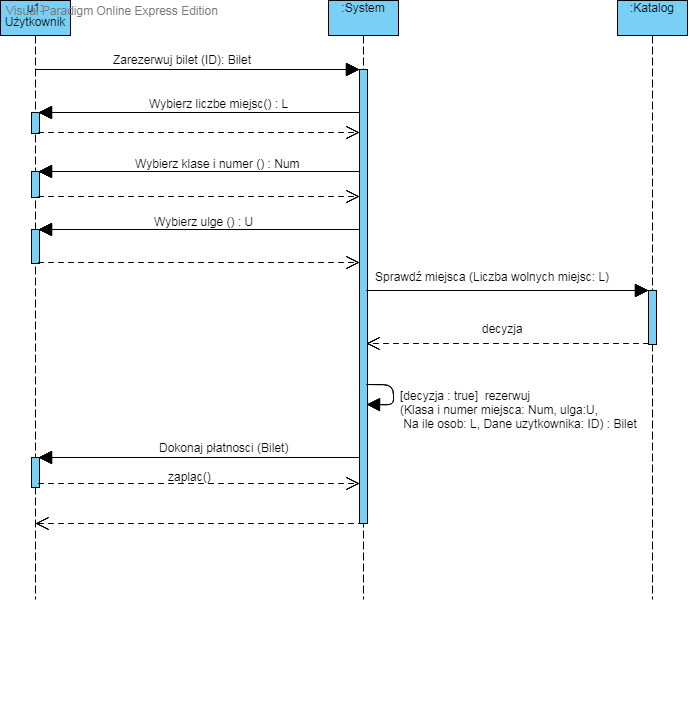 Visual Paradigm Online Express Edition
u1:
Użytkownik
:System
:Katalog
Zarezerwuj bilet (ID): Bilet
Wybierz liczbe miejsc() : L
Wybierz klase i numer () : Num
Wybierz ulge () : U
Sprawdź miejsca (Liczba wolnych miejsc: L)
decyzja
[decyzja : true]  rezerwuj
(Klasa i numer miejsca: Num, ulga:U,
Na ile osob: L, Dane uzytkownika: ID) : Bilet
Dokonaj płatnosci (Bilet)
zaplac()